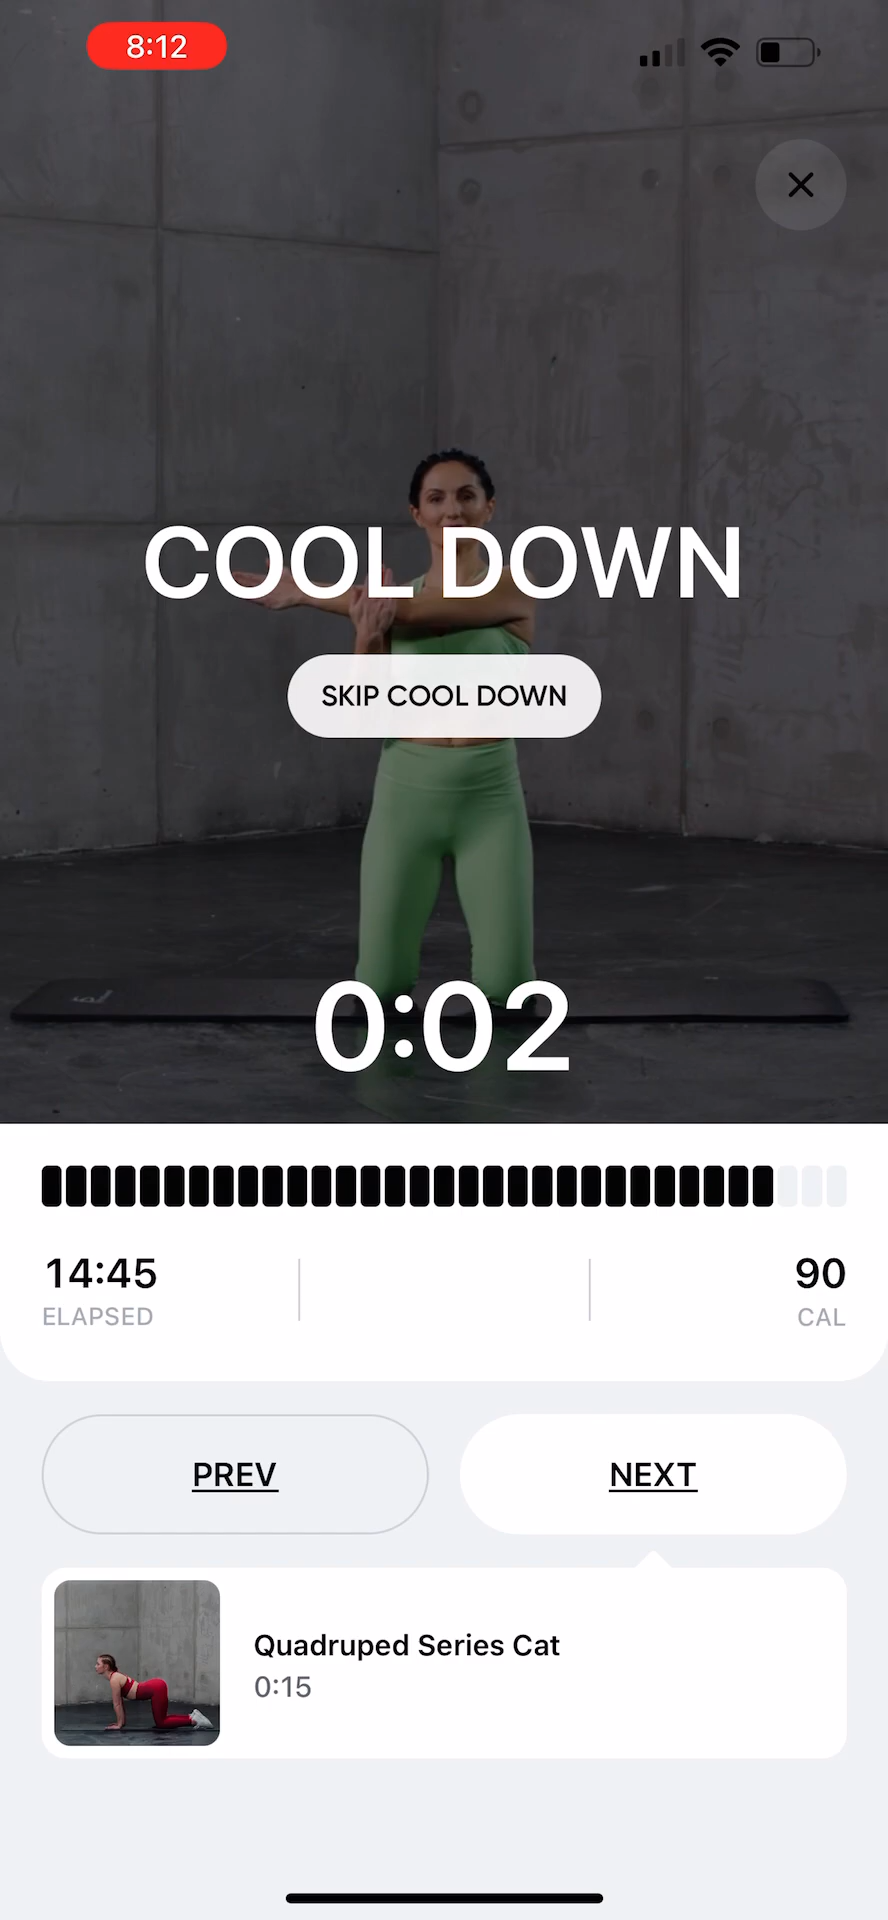 8:12
COOL DOWN
SKIP COOL DOWN
0:02
14:45
ELAPSED
90
CAL
PREV
NEXT
Quadruped Series Cat
0:15